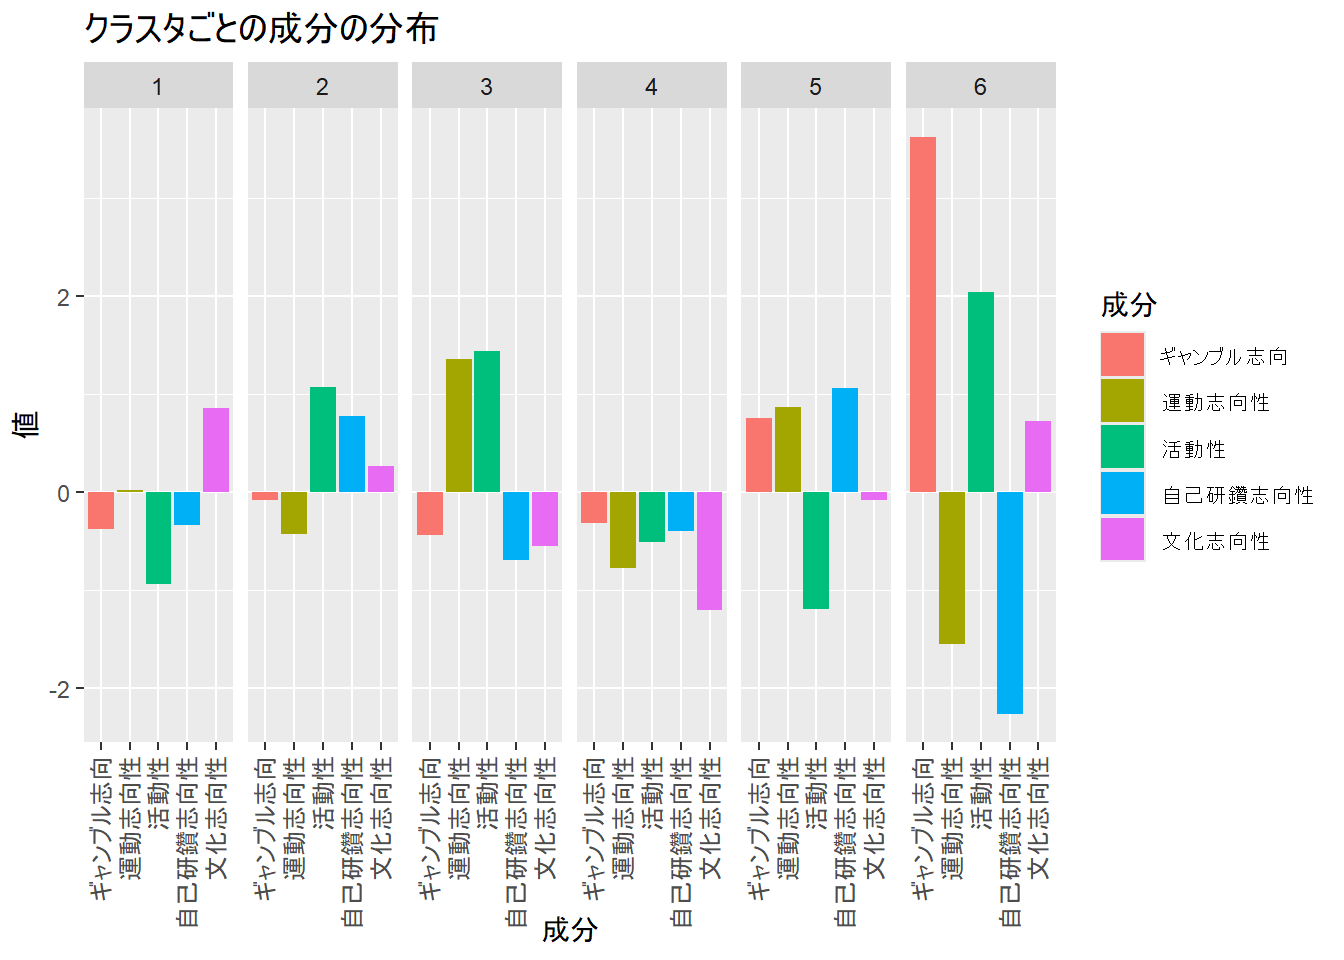 クラスタごとの成分の分布
1 2 3 4 5 6
値
2
0
-2
ギャンブル志向 運動志向性 活動性 自己研鑽志向性 文化志向性
ギャンブル志向 運動志向性 活動性 自己研鑽志向性 文化志向性
ギャンブル志向 運動志向性 活動性 自己研鑽志向性 文化志向性
ギャンブル志向 運動志向性 活動性 自己研鑽志向性 文化志向性
ギャンブル志向 運動志向性 活動性 自己研鑽志向性 文化志向性
ギャンブル志向 運動志向性 活動性 自己研鑽志向性 文化志向性
成分
成分
ギャンブル志向
運動志向性
活動性
自己研鑽志向性
文化志向性